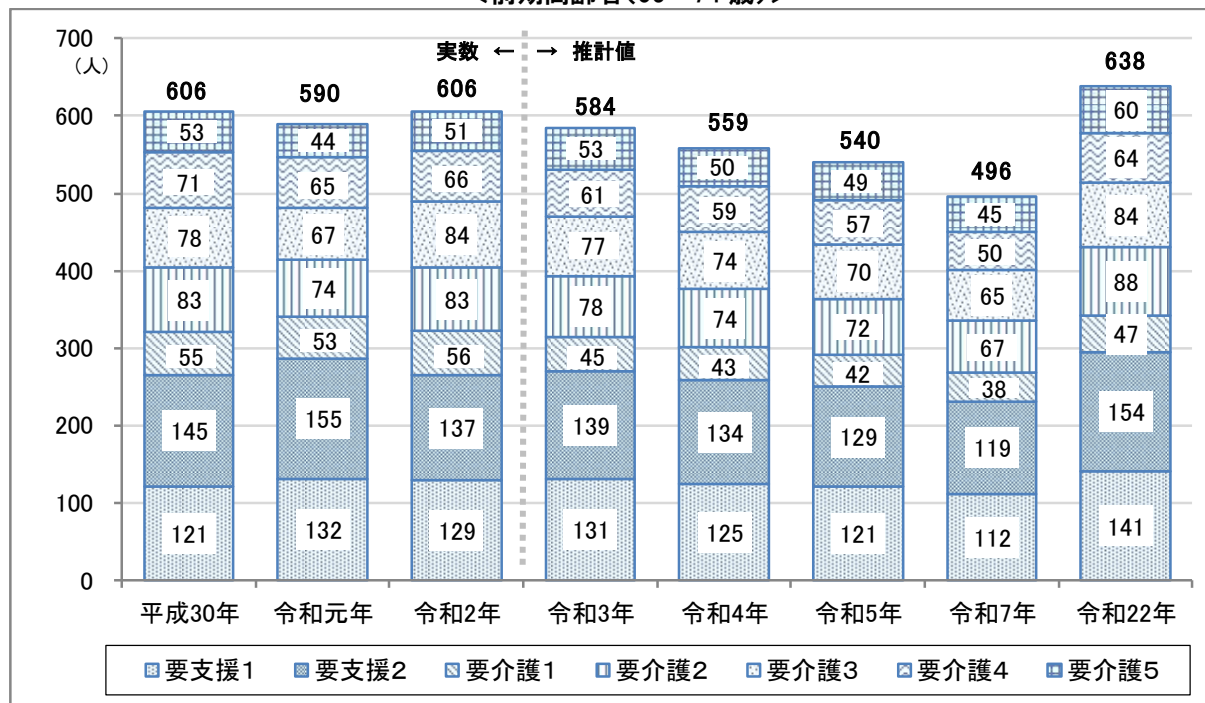 700
(人)
600
500
400
300
200
100
0
実数 ← → 推計値
606 590 606 584 559 540 496 638
53 44 51 53 50 49 45 60
71 65 66 61 59 57 50 64
78 67 84 77 74 70 65 84
83 74 83 78 74 72 67 88
55 53 56 45 43 42 38 47
145 155 137 139 134 129 119 154
121 132 129 131 125 121 112 141
平成30年 令和元年 令和2年 令和3年 令和4年 令和5年 令和7年 令和22年
要支援1 要支援2 要介護1 要介護2 要介護3 要介護4 要介護5